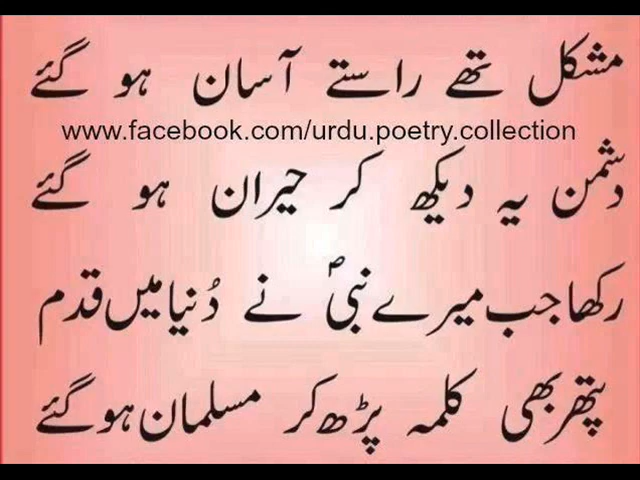 مشکل تھے راستے آسان ہو گئے
www.facebook.com/urdu.poetry.collection
دشمن یہ دیکھ کر حیران ہو گئے
رکھا جب میرے نبیؐ نے دُنیا میں قدم
پتھر بھی کلمہ پڑھ کر مسلمان ہو گئے